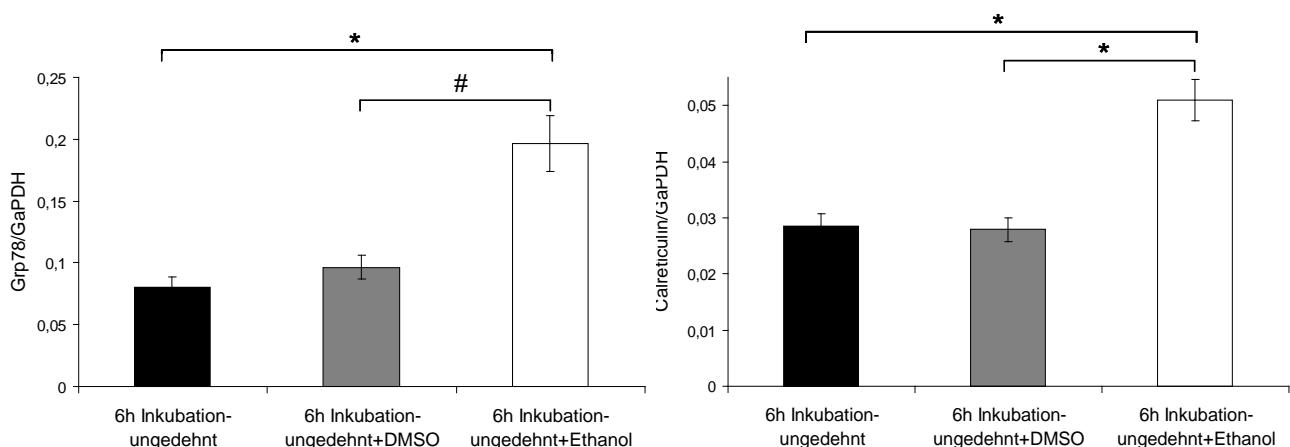 *
#
0,25
0,2
0,15
0,1
0,05
0
Grp78/GaPDH
6h Inkubation-
ungedehnt
6h Inkubation-
ungedehnt+DMSO
6h Inkubation-
ungedehnt+Ethanol
*
*
0,05
0,04
0,03
0,02
0,01
0
Calreticulin/GaPDH
6h Inkubation-
ungedehnt
6h Inkubation-
ungedehnt+DMSO
6h Inkubation-
ungedehnt+Ethanol